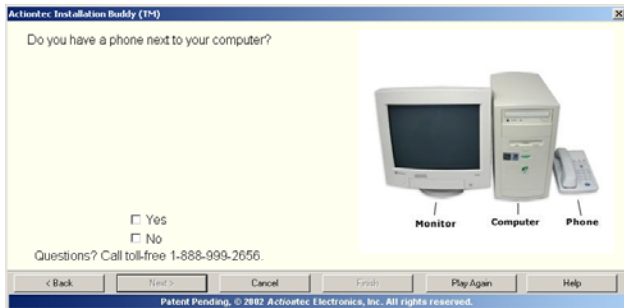 Actiontec Installation Buddy (TM)
Do you have a phone next to your computer?
Monitor Computer Phone
Yes
No
Questions? Call toll-free 1-888-999-2656.
< Back Next > Cancel Finish Play Again Help
Patent Pending, © 2002 Actiontec Electronics, Inc. All rights reserved.